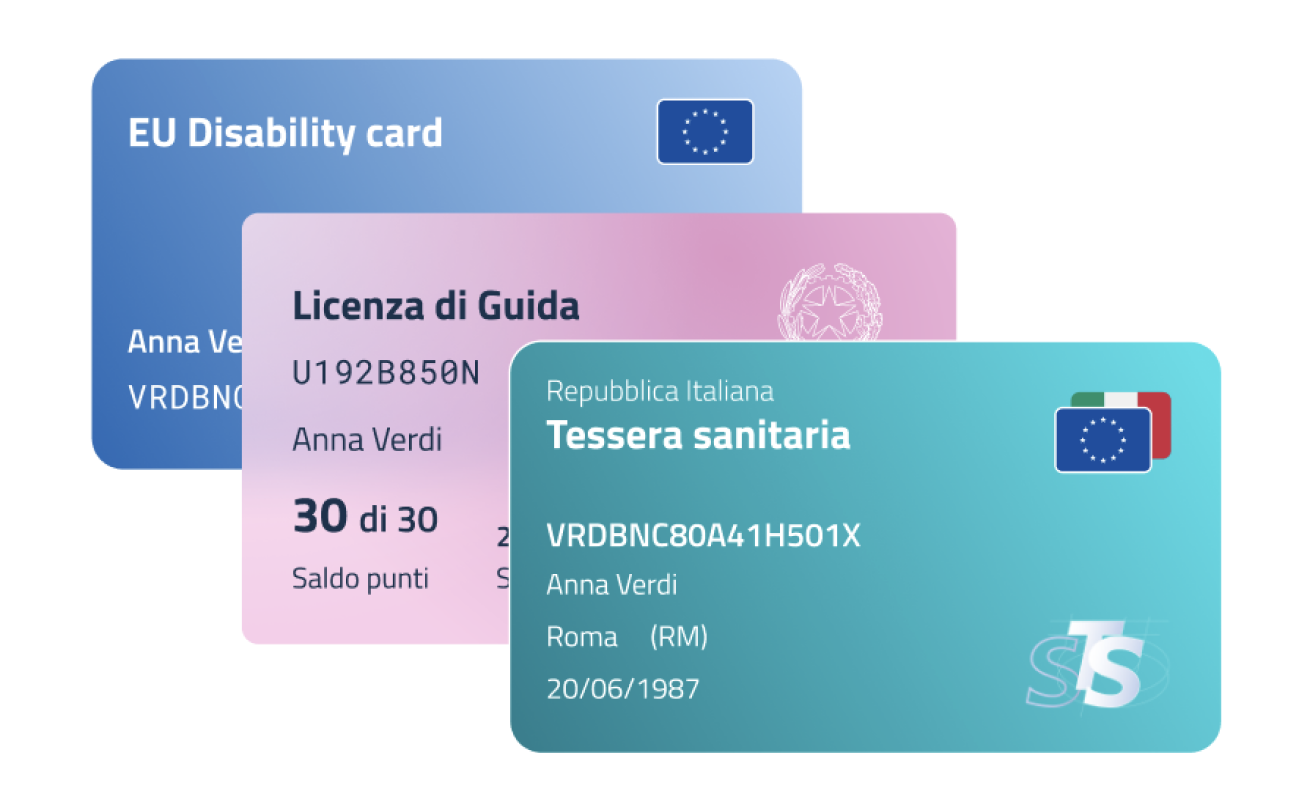 EU Disability card
Anna Ve
VRDBN
Licenza di Guida
U192B850N
Anna Verdi
30 di 30
Saldo punti
2
S
Repubblica Italiana
Tessera sanitaria
VRDBNC80A41H501X
Anna Verdi
Roma (RM)
20/06/1987
STS